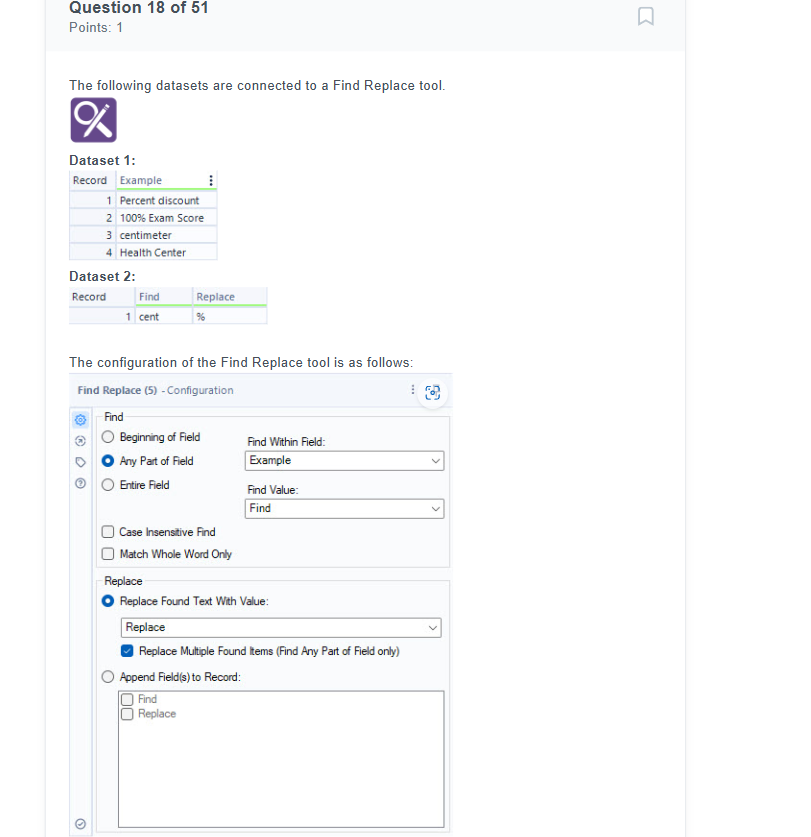 Question 18 of 51
Points: 1
The following datasets are connected to a Find Replace tool.
Dataset 1:
Record Example
1 Percent discount
2 100% Exam Score
3 centimeter
4 Health Center
Dataset 2:
Record Find Replace
1 cent %
The configuration of the Find Replace tool is as follows:
Find Replace (5) - Configuration
Find
Beginning of Field
Find Within Field:
Any Part of Field
Example
Entire Field
Find Value:
Find
Case Insensitive Find
Match Whole Word Only
Replace
Replace Found Text With Value:
Replace
Replace Multiple Found Items (Find Any Part of Field only)
Append Field(s) to Record:
Find
Replace